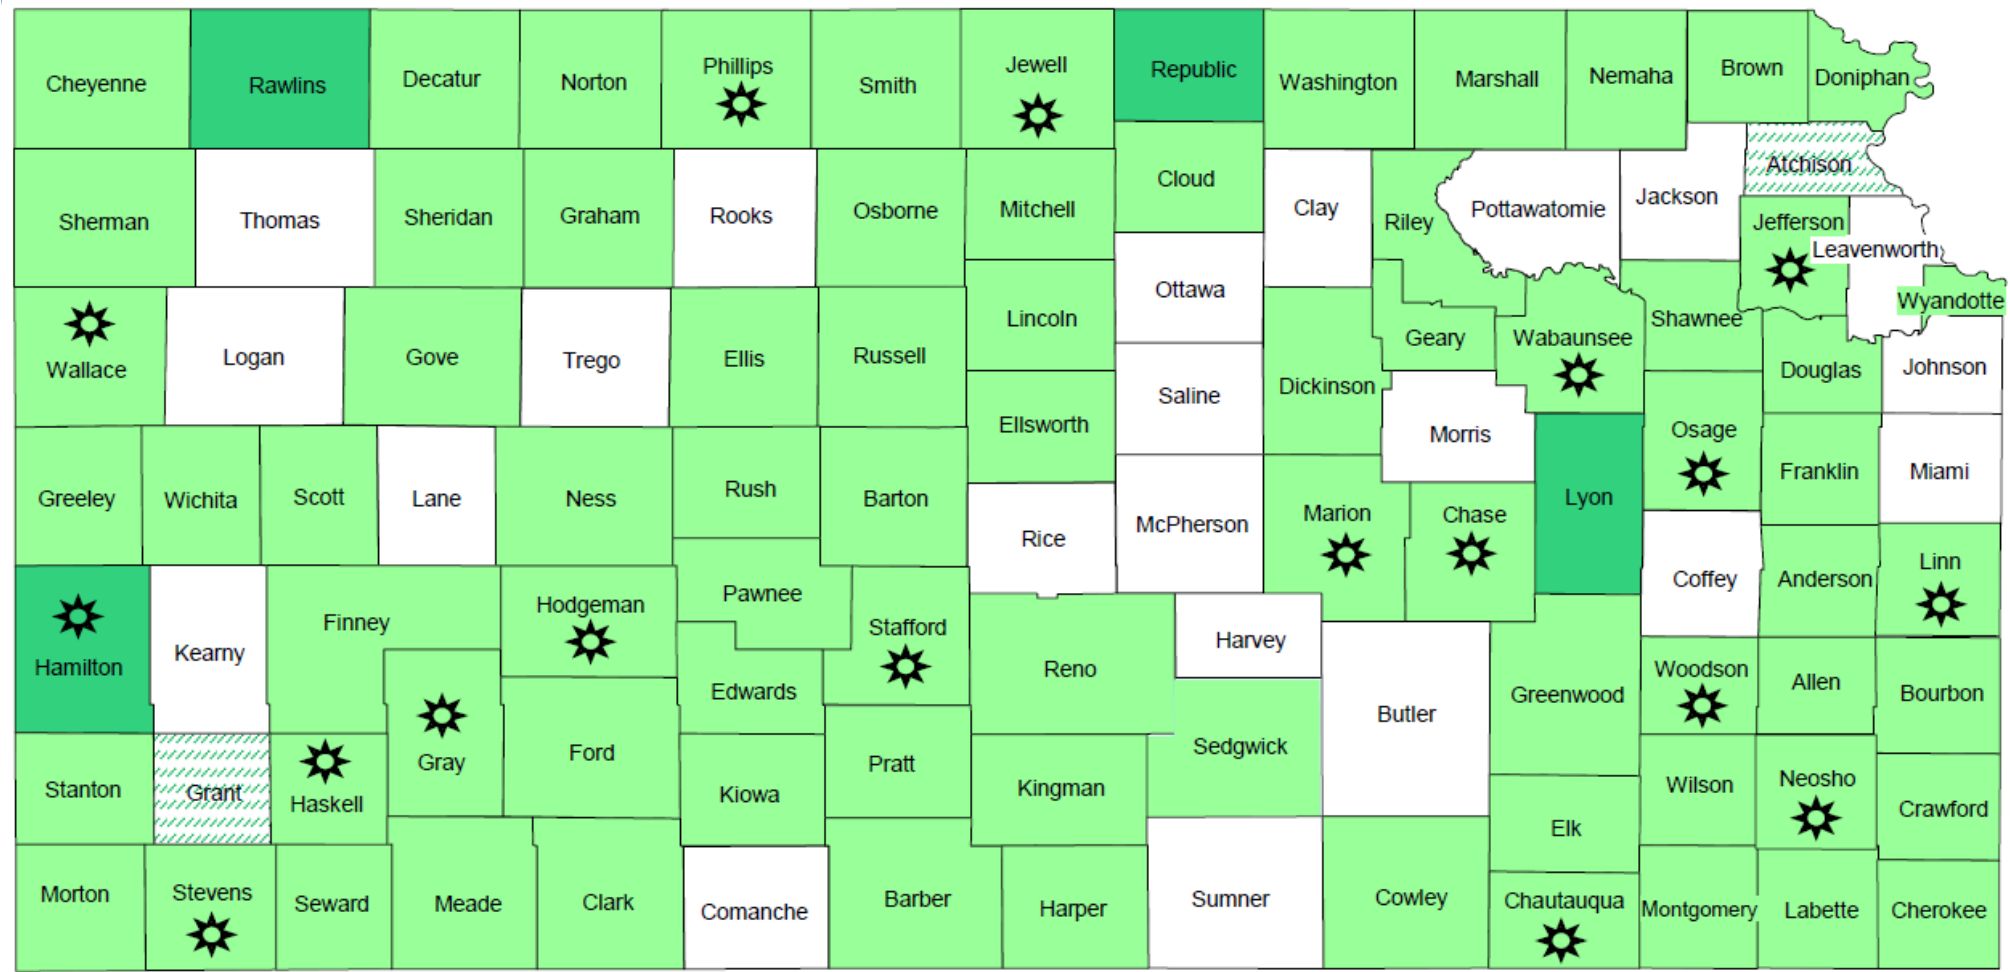 Cheyenne
Rawlins
Decatur
Norton
Phillips
Smith
Jewell
Republic
Washington
Marshall
Nemaha
Brown
Doniphan
Sherman
Thomas
Sheridan
Graham
Rooks
Osborne
Mitchell
Cloud
Clay
Riley
Pottawatomie
Jackson
Atchison
Jefferson
Leavenworth
Wyandotte
Wallace
Logan
Gove
Trego
Ellis
Russell
Lincoln
Ottawa
Saline
Dickinson
Geary
Wabaunsee
Shawnee
Douglas
Johnson
Ellsworth
Morris
Osage
Franklin
Miami
Greeley
Wichita
Scott
Lane
Ness
Rush
Barton
Rice
McPherson
Marion
Chase
Lyon
Coffey
Anderson
Linn
Hamilton
Kearny
Finney
Hodgeman
Pawnee
Stafford
Edwards
Reno
Harvey
Butler
Greenwood
Woodson
Allen
Bourbon
Stanton
Grant
Haskell
Gray
Ford
Kiowa
Pratt
Kingman
Sedgwick
Elk
Wilson
Neosho
Crawford
Morton
Stevens
Seward
Meade
Clark
Comanche
Barber
Harper
Sumner
Cowley
Chautauqua
Montgomery
Labette
Cherokee